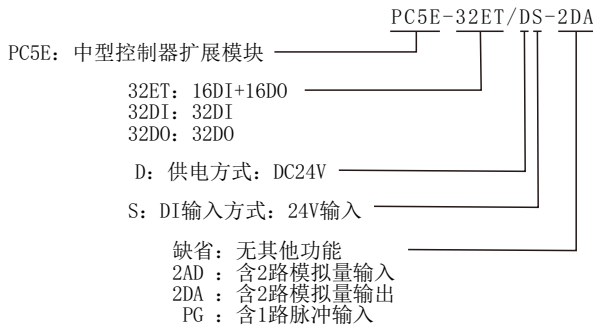 PC5E-32ET/DS-2DA
PC5E：中型控制器扩展模块
32ET：16DI+16DO
32DI：32DI
32DO：32DO
D：供电方式：DC24V
S：DI输入方式：24V输入
缺省：无其他功能
2AD ：含2路模拟量输入
2DA ：含2路模拟量输出
PG ：含1路脉冲输入